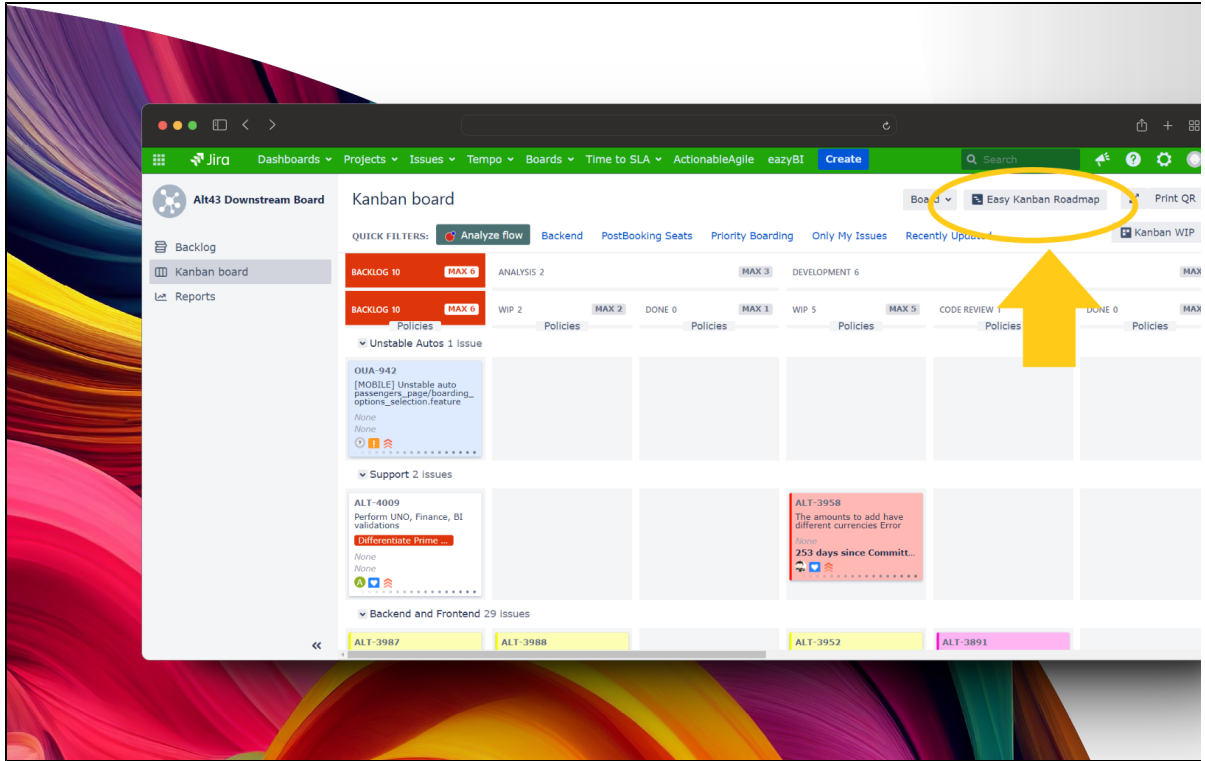 Jira Dashboards Projects Issues Tempo Boards Time to SLA ActionableAgile eazyBI Create Search
Alt43 Downstream Board
Backlog
Kanban board
Reports
Kanban board
Board Easy Kanban Roadmap Print QR
QUICK FILTERS: Analyze flow Backend PostBooking Seats Priority Boarding Only My Issues Recently Updated
Kanban WIP
BACKLOG 10 MAX 6 ANALYSIS 2 MAX 3 DEVELOPMENT 6 MAX
BACKLOG 10 MAX 6 WIP 2 MAX 2 DONE 0 MAX 1 WIP 5 MAX 5 CODE REVIEW 1 DONE 0 MAX
Policies Policies Policies Policies Policies Policies
Unstable Autos 1 issue
OUA-942
[MOBILE] Unstable auto
passengers_page/boarding_
options_selection.feature
None
None
Support 2 issues
ALT-4009
Perform UNO, Finance, BI
validations
Differentiate Prime ...
None
None
A
ALT-3958
The amounts to add have
different currencies Error
None
253 days since Committ...
Backend and Frontend 29 issues
ALT-3987 ALT-3988 ALT-3952 ALT-3891